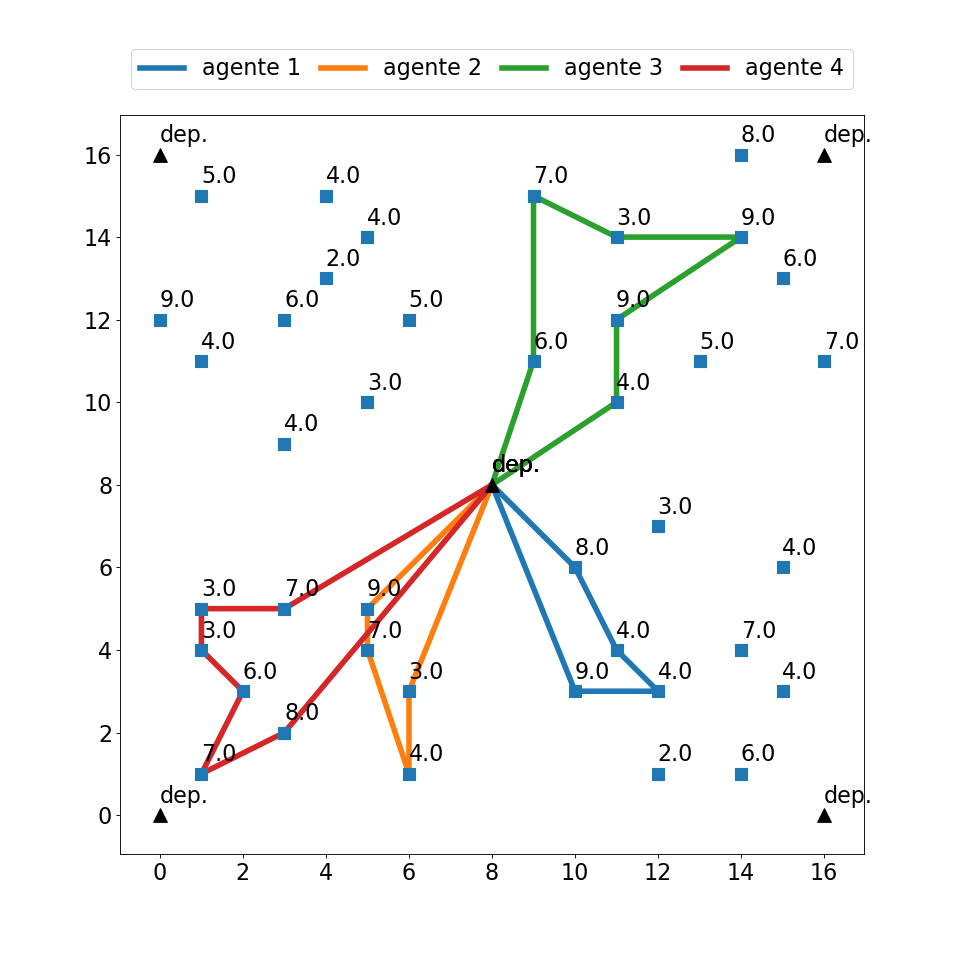 agente 1 agente 2 agente 3 agente 4
dep. 8.0 dep.
16
5.0 4.0 7.0
4.0 3.0 9.0
14
2.0 6.0
9.0 6.0 5.0 9.0
12
4.0 6.0 5.0 7.0
3.0 4.0
10
4.0
dep. dep.
8
3.0
8.0 4.0
6
3.0 7.0 9.0
3.0 7.0 4.0 7.0
4
6.0 3.0 9.0 4.0 4.0
8.0
2
7.0 4.0 2.0 6.0
dep. dep.
0
0 2 4 6 8 10 12 14 16